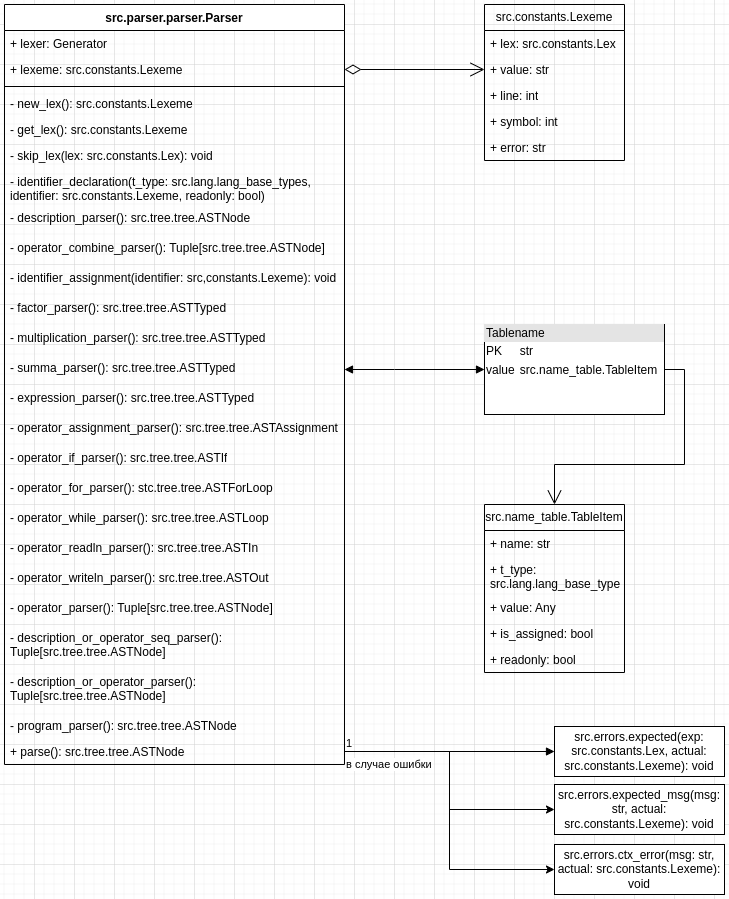 src.parser.parser.Parser
+ lexer: Generator
+ lexeme: src.constants.Lexeme
- new_lex(): src.constants.Lexeme
- get_lex(): src.constants.Lexeme
- skip_lex(lex: src.constants.Lex): void
- identifier_declaration(t_type: src.lang.lang_base_types,
identifier: src.constants.Lexeme, readonly: bool)
- description_parser(): src.tree.tree.ASTNode
- operator_combine_parser(): Tuple[src.tree.tree.ASTNode]
- identifier_assignment(identifier: src,constants.Lexeme): void
- factor_parser(): src.tree.tree.ASTTyped
- multiplication_parser(): src.tree.tree.ASTTyped
- summa_parser(): src.tree.tree.ASTTyped
- expression_parser(): src.tree.tree.ASTTyped
- operator_assignment_parser(): src.tree.tree.ASTAssignment
- operator_if_parser(): src.tree.tree.ASTIf
- operator_for_parser(): stc.tree.tree.ASTForLoop
- operator_while_parser(): src.tree.tree.ASTLoop
- operator_readln_parser(): src.tree.tree.ASTIn
- operator_writeln_parser(): src.tree.tree.ASTOut
- operator_parser(): Tuple[src.tree.tree.ASTNode]
- description_or_operator_seq_parser():
Tuple[src.tree.tree.ASTNode]
- description_or_operator_parser():
Tuple[src.tree.tree.ASTNode]
- program_parser(): src.tree.tree.ASTNode
+ parse(): src.tree.tree.ASTNode
src.constants.Lexeme
+ lex: src.constants.Lex
+ value: str
+ line: int
+ symbol: int
+ error: str
Tablename
PK str
value src.name_table.TableItem
src.name_table.TableItem
+ name: str
+ t_type:
src.lang.lang_base_type
+ value: Any
+ is_assigned: bool
+ readonly: bool
1
в случае ошибки
src.errors.expected(exp:
src.constants.Lex, actual:
src.constants.Lexeme): void
src.errors.expected_msg(msg:
str, actual:
src.constants.Lexeme): void
src.errors.ctx_error(msg: str,
actual: src.constants.Lexeme):
void